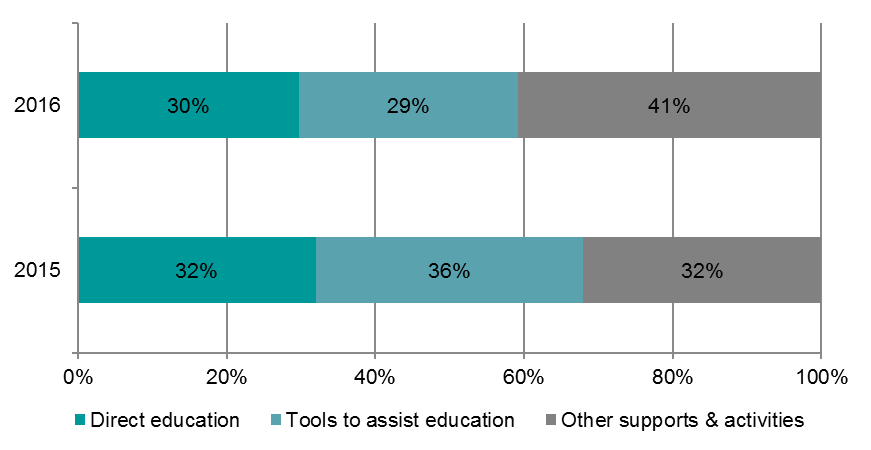 2016 30% 29% 41%
2015 32% 36% 32%
0% 20% 40% 60% 80% 100%
Direct education Tools to assist education Other supports & activities